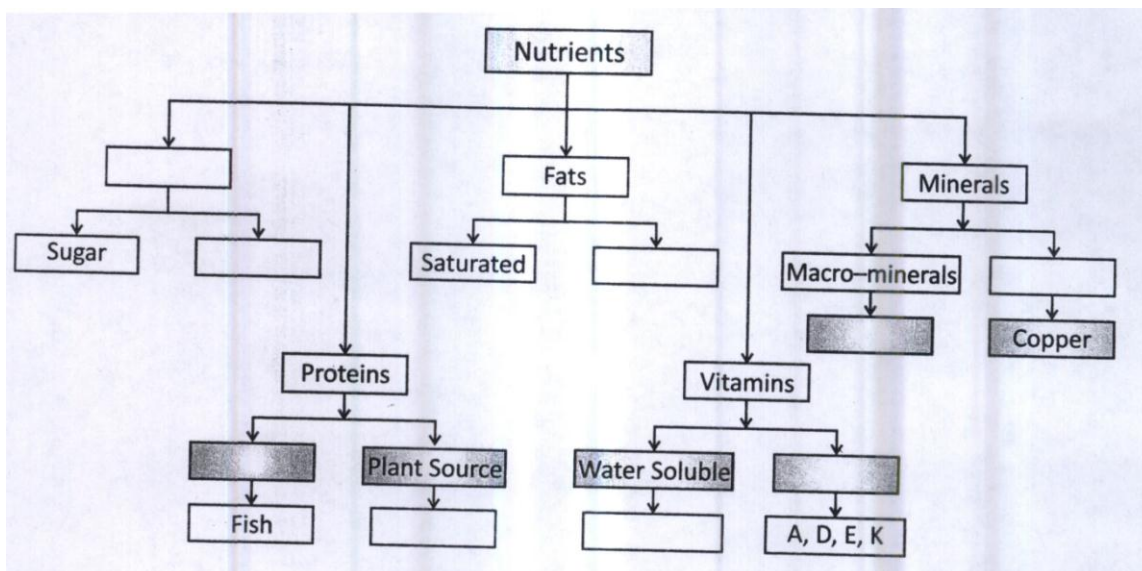 Nutrients
Fats
Minerals
Sugar
Saturated
Macro–minerals
Copper
Proteins
Vitamins
Plant Source
Water Soluble
Fish
A, D, E, K